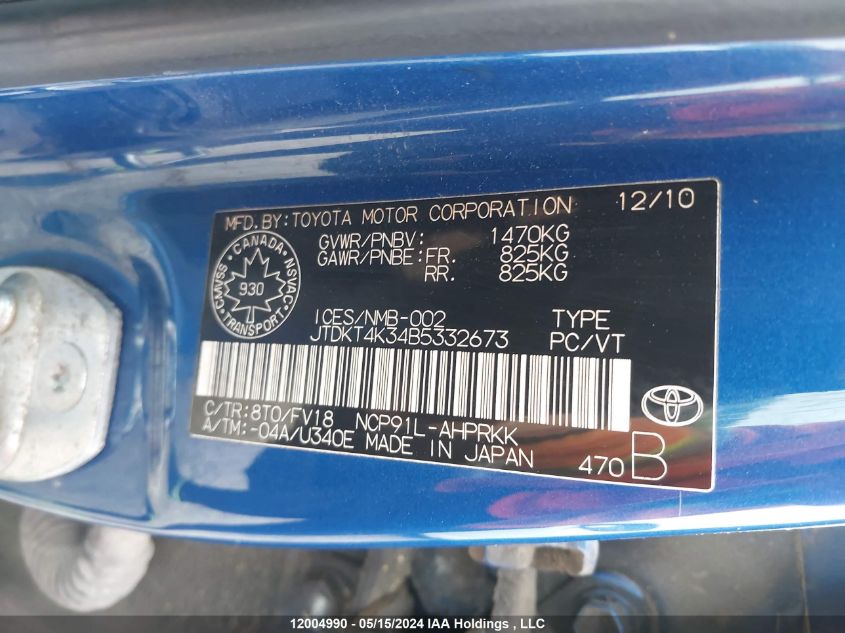 MFD.BY:TOYOTA MOTOR CORPORATION 12/10
GVWR/PNBV: 1470KG
GAWR/PNBE:FR. 825KG
RR. 825KG
CANADA
CMVSS 930 NSVAC
TRANSPORT
ICES/NMB-002 TYPE
JTDKT4K34B5332673 PC/VT
C/TR:8T0/FV18 NCP91L-AHPRKK
A/TM:-04A/U340E MADE IN JAPAN
470 B
12004990 - 05/15/2024 IAA Holdings, LLC